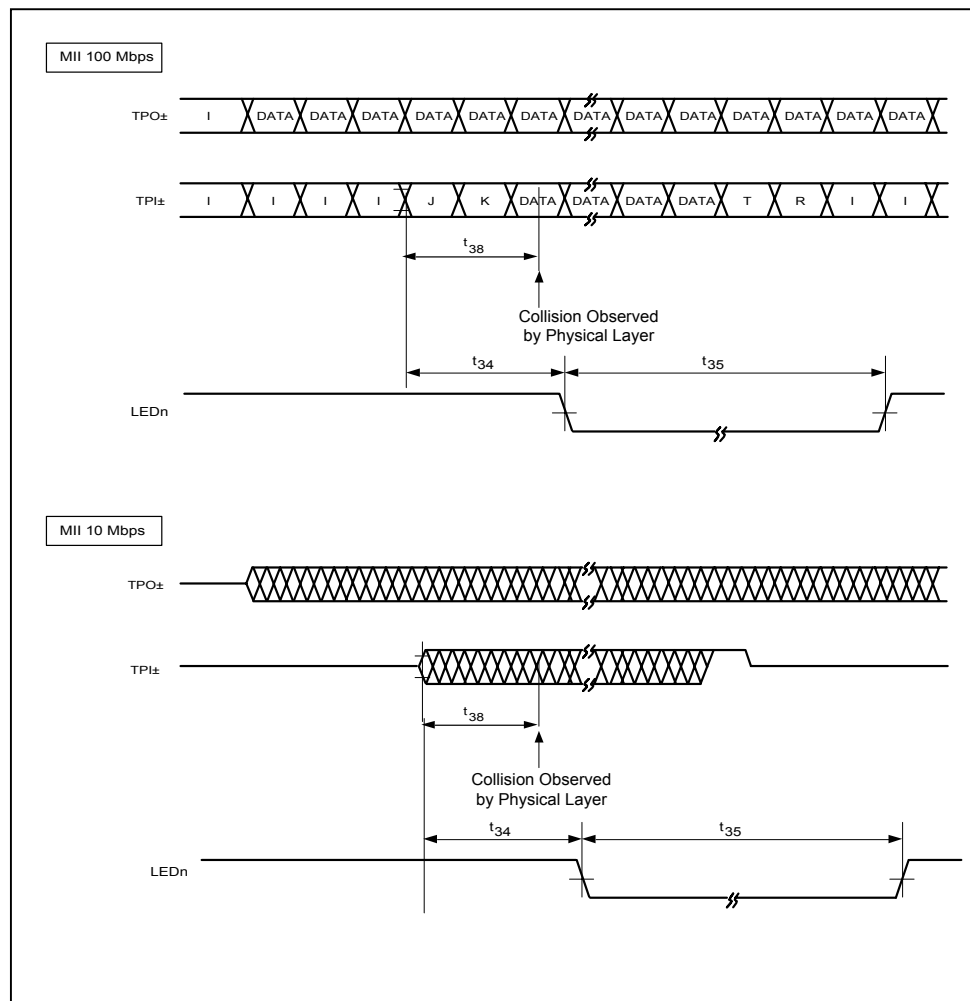 MII 100 Mbps
TPO± I DATA DATA DATA DATA DATA DATA DATA DATA DATA DATA DATA DATA DATA
TPI± I I I I J K DATA DATA DATA DATA T R I I
t38
Collision Observed
by Physical Layer
t34 t35
LEDn
MII 10 Mbps
TPO±
TPI±
t38
Collision Observed
by Physical Layer
t34 t35
LEDn